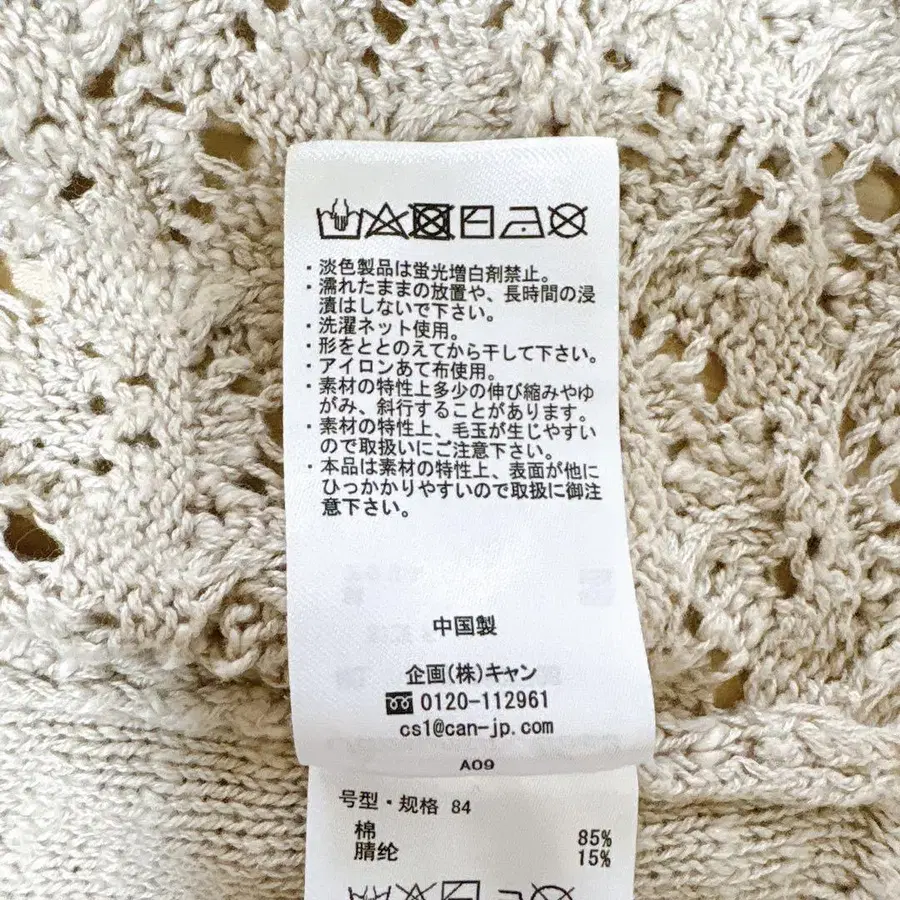 ・淡色製品は蛍光増白剤禁止。
・濡れたままの放置や、長時間の浸
漬はしないで下さい。
・洗濯ネット使用。
・形をととのえてから干して下さい。
・アイロンあて布使用。
・素材の特性上多少の伸び縮みやゆ
がみ、斜行することがあります。
・素材の特性上、毛玉が生じやすい
ので取扱いにご注意下さい。
・本品は素材の特性上、表面が他に
ひっかかりやすいので取扱に御注
意下さい。
中国製
企画(株)キャン
0120-112961
cs1@can-jp.com
A09
号型・规格 84
棉 85%
腈纶 15%